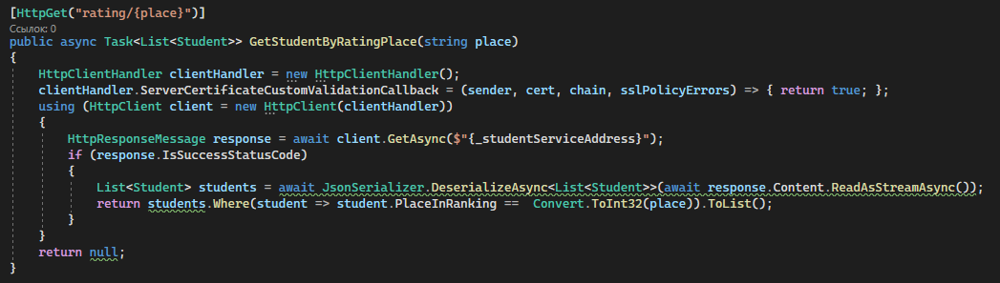 [HttpGet("rating/{place}")]
Ссылок: 0
public async Task<List<Student>> GetStudentByRatingPlace(string place)
{
HttpClientHandler clientHandler = new HttpClientHandler();
clientHandler.ServerCertificateCustomValidationCallback = (sender, cert, chain, sslPolicyErrors) => { return true; };
using (HttpClient client = new HttpClient(clientHandler))
{
HttpResponseMessage response = await client.GetAsync($"{_studentServiceAddress}");
if (response.IsSuccessStatusCode)
{
List<Student> students = await JsonSerializer.DeserializeAsync<List<Student>>(await response.Content.ReadAsStreamAsync());
return students.Where(student => student.PlaceInRanking ==  Convert.ToInt32(place)).ToList();
}
}
return null;
}